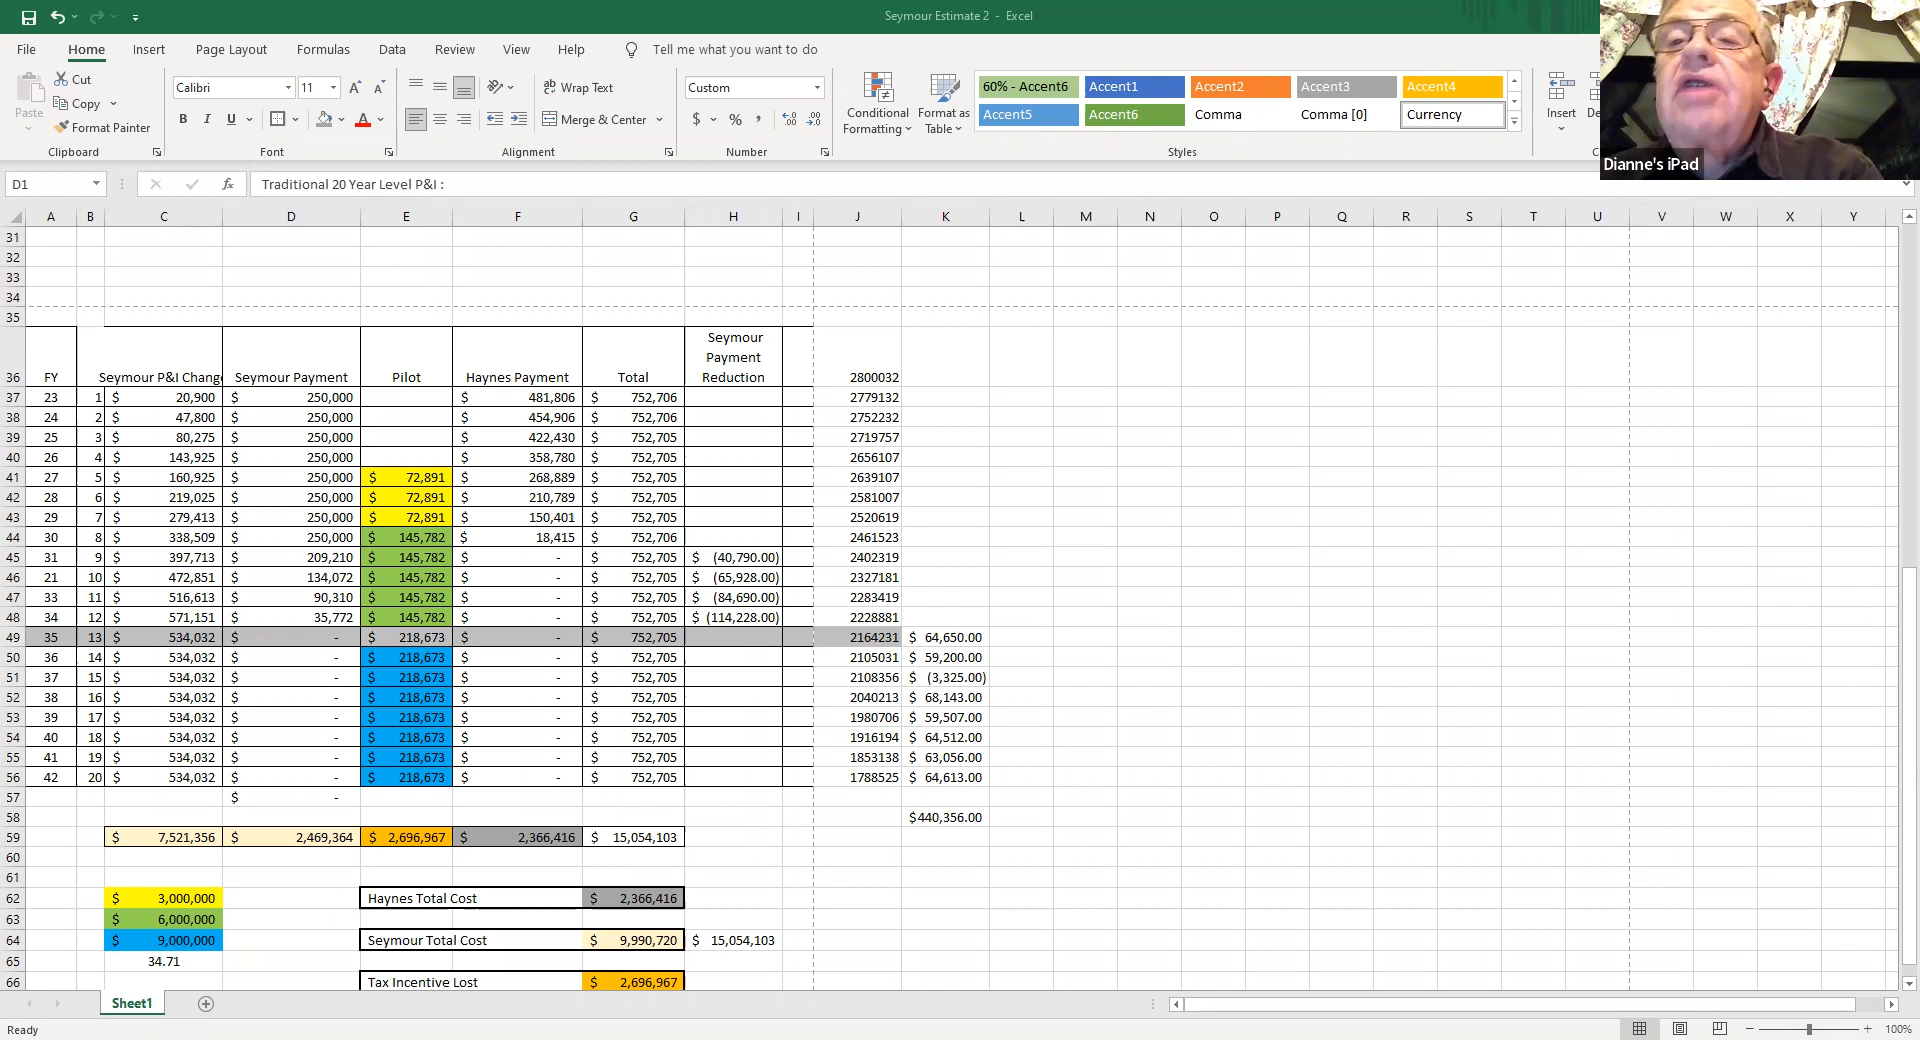 Seymour Estimate 2 - Excel
File Home Insert Page Layout Formulas Data Review View Help Tell me what you want to do
Paste Cut Copy Format Painter Clipboard
Calibri 11 A A B I U A Font
Wrap Text Merge & Center Alignment
Custom $ % , Number
Conditional Formatting Format as Table
60% - Accent6 Accent1 Accent2 Accent3 Accent4
Accent5 Accent6 Comma Comma [0] Currency
Styles
Insert
Dianne's iPad
D1 fx Traditional 20 Year Level P&I :
A B C D E F G H I J K L M N O P Q R S T U V W X Y
31
32
33
34
35
36 FY Seymour P&I Chang Seymour Payment Pilot Haynes Payment Total Seymour Payment Reduction 2800032
37 23 1 $ 20,900 $ 250,000 $ 481,806 $ 752,706 2779132
38 24 2 $ 47,800 $ 250,000 $ 454,906 $ 752,706 2752232
39 25 3 $ 80,275 $ 250,000 $ 422,430 $ 752,705 2719757
40 26 4 $ 143,925 $ 250,000 $ 358,780 $ 752,705 2656107
41 27 5 $ 160,925 $ 250,000 $ 72,891 $ 268,889 $ 752,705 2639107
42 28 6 $ 219,025 $ 250,000 $ 72,891 $ 210,789 $ 752,705 2581007
43 29 7 $ 279,413 $ 250,000 $ 72,891 $ 150,401 $ 752,705 2520619
44 30 8 $ 338,509 $ 250,000 $ 145,782 $ 18,415 $ 752,706 2461523
45 31 9 $ 397,713 $ 209,210 $ 145,782 $ - $ 752,705 $ (40,790.00) 2402319
46 21 10 $ 472,851 $ 134,072 $ 145,782 $ - $ 752,705 $ (65,928.00) 2327181
47 33 11 $ 516,613 $ 90,310 $ 145,782 $ - $ 752,705 $ (84,690.00) 2283419
48 34 12 $ 571,151 $ 35,772 $ 145,782 $ - $ 752,705 $ (114,228.00) 2228881
49 35 13 $ 534,032 $ - $ 218,673 $ - $ 752,705 2164231 $ 64,650.00
50 36 14 $ 534,032 $ - $ 218,673 $ - $ 752,705 2105031 $ 59,200.00
51 37 15 $ 534,032 $ - $ 218,673 $ - $ 752,705 2108356 $ (3,325.00)
52 38 16 $ 534,032 $ - $ 218,673 $ - $ 752,705 2040213 $ 68,143.00
53 39 17 $ 534,032 $ - $ 218,673 $ - $ 752,705 1980706 $ 59,507.00
54 40 18 $ 534,032 $ - $ 218,673 $ - $ 752,705 1916194 $ 64,512.00
55 41 19 $ 534,032 $ - $ 218,673 $ - $ 752,705 1853138 $ 63,056.00
56 42 20 $ 534,032 $ - $ 218,673 $ - $ 752,705 1788525 $ 64,613.00
57 $ -
58 $440,356.00
59 $ 7,521,356 $ 2,469,364 $ 2,696,967 $ 2,366,416 $ 15,054,103
60
61
62 $ 3,000,000 Haynes Total Cost $ 2,366,416
63 $ 6,000,000
64 $ 9,000,000 Seymour Total Cost $ 9,990,720 $ 15,054,103
65 34.71
66 Tax Incentive Lost $ 2,696,967
Sheet1
Ready 100%